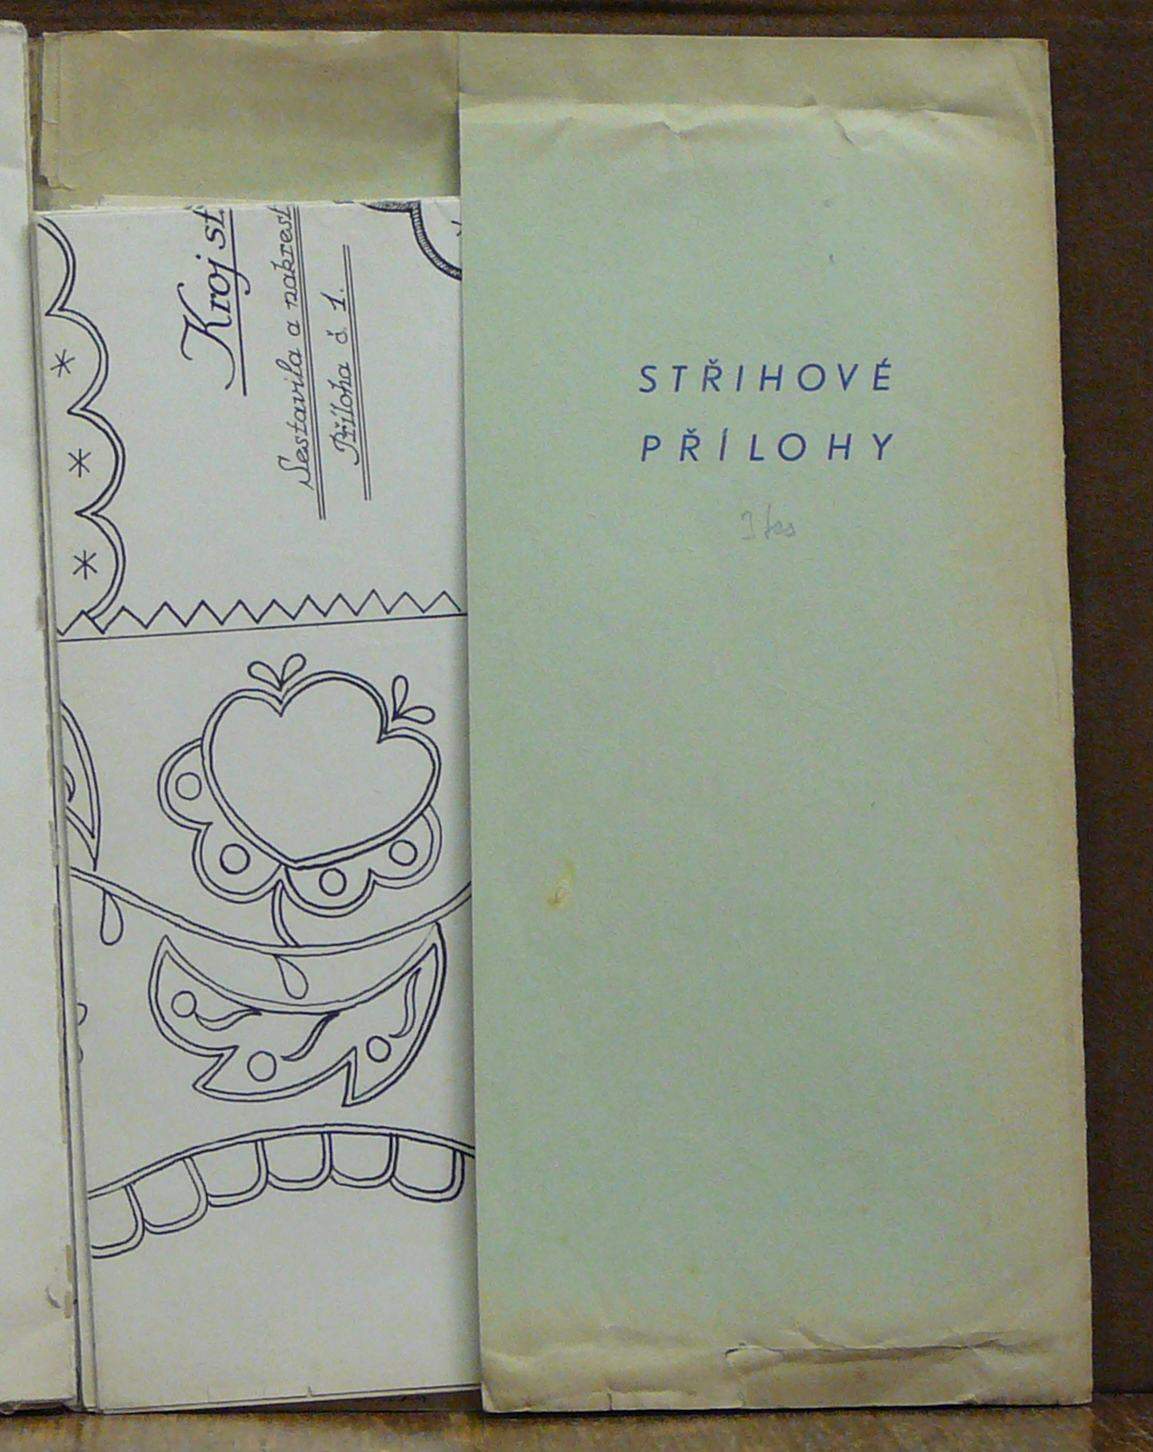 Kroj st
Sestavila a nakresl
Příloha č 1.
STŘIHOVÉ
PŘÍLOHY